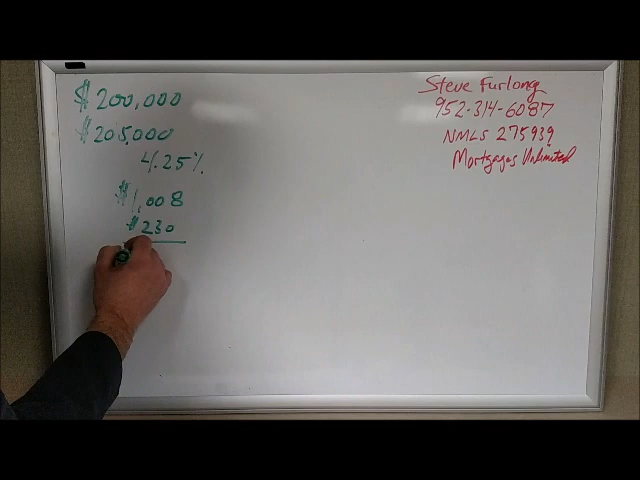 $200,000
$205,000
4.25%
$1,008
$230
Steve Furlong
952-314-6087
NMLS 275939
Mortgages Unlimited